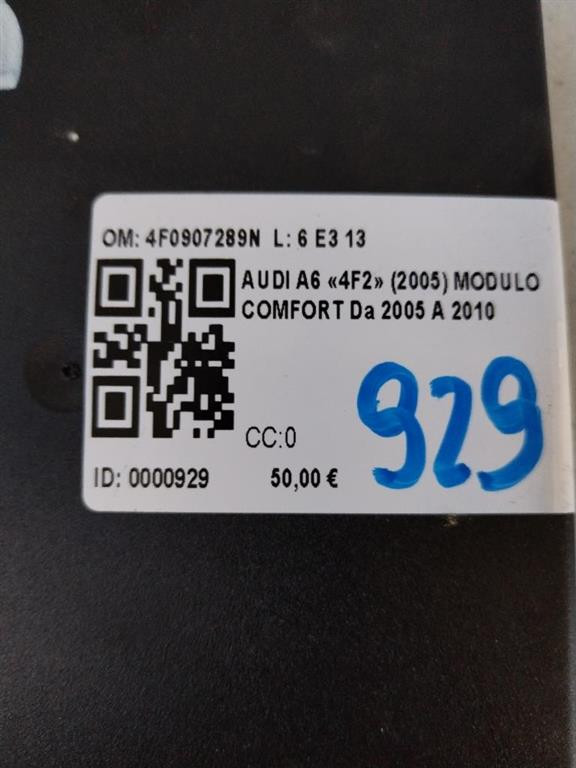 OM: 4F0907289N L: 6 E3 13
AUDI A6 «4F2» (2005) MODULO
COMFORT Da 2005 A 2010
CC:0
929
ID: 0000929 50,00 €